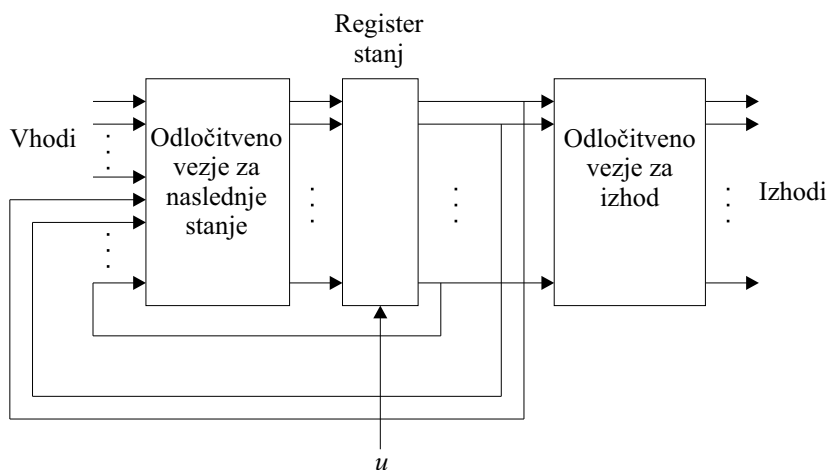 Register
stanj
Vhodi
Odločitveno
vezje za
naslednje
stanje
Odločitveno
vezje za
izhod
Izhodi
u